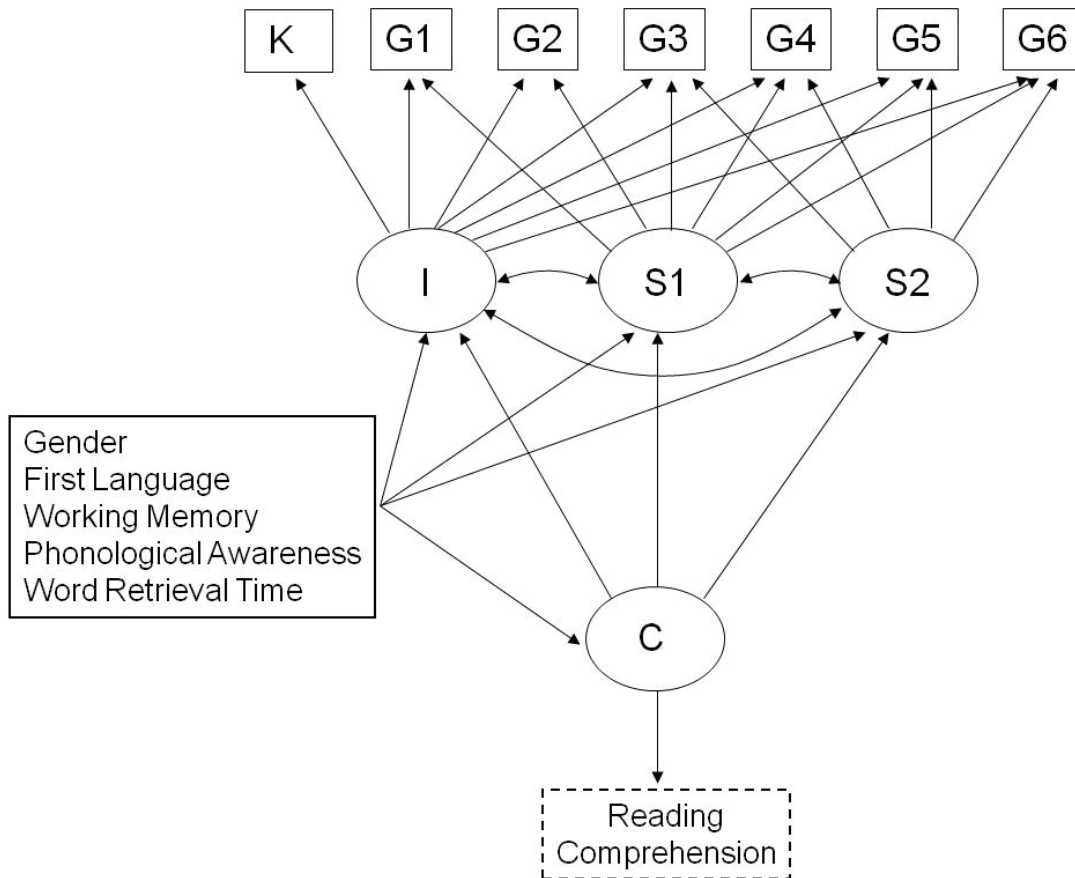 K G1 G2 G3 G4 G5 G6
I S1 S2
Gender
First Language
Working Memory
Phonological Awareness
Word Retrieval Time
C
Reading
Comprehension